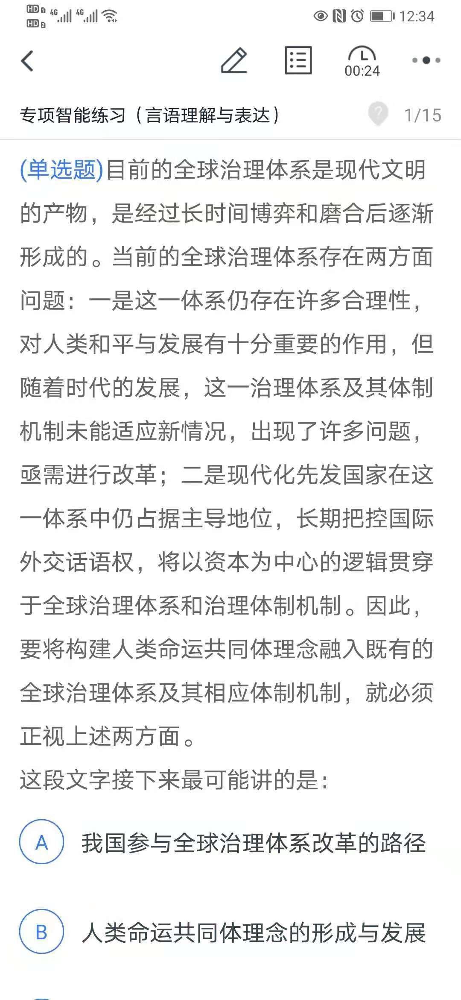 HD 1 4G 4G 12:34
HD 2
00:24
专项智能练习（言语理解与表达） ? 1/15
(单选题)目前的全球治理体系是现代文明
的产物，是经过长时间博弈和磨合后逐渐
形成的。当前的全球治理体系存在两方面
问题：一是这一体系仍存在许多合理性，
对人类和平与发展有十分重要的作用，但
随着时代的发展，这一治理体系及其体制
机制未能适应新情况，出现了许多问题，
亟需进行改革；二是现代化先发国家在这
一体系中仍占据主导地位，长期把控国际
外交话语权，将以资本为中心的逻辑贯穿
于全球治理体系和治理体制机制。因此，
要将构建人类命运共同体理念融入既有的
全球治理体系及其相应体制机制，就必须
正视上述两方面。
这段文字接下来最可能讲的是：
A 我国参与全球治理体系改革的路径
B 人类命运共同体理念的形成与发展